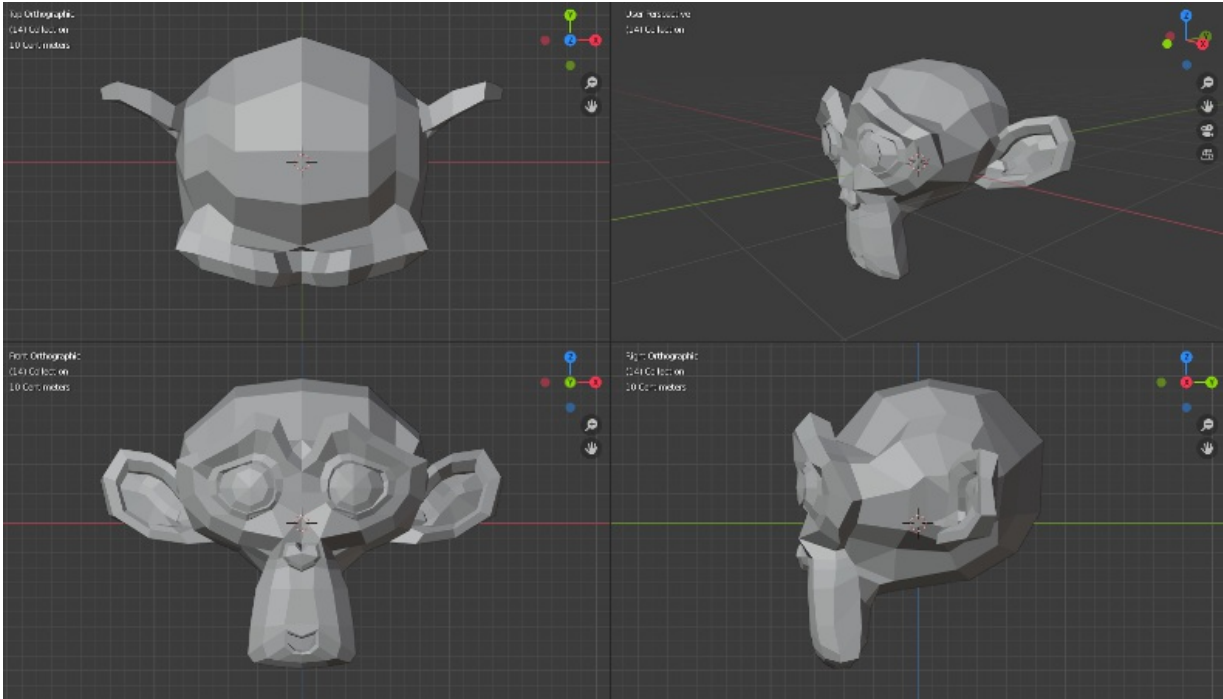 Top Orthographic
(14) Collection
10 Centimeters
Y
Z
X
User Perspective
(14) Collection
Z
Y
X
Front Orthographic
(14) Collection
10 Centimeters
Z
Y
X
Right Orthographic
(14) Collection
10 Centimeters
Z
X
Y